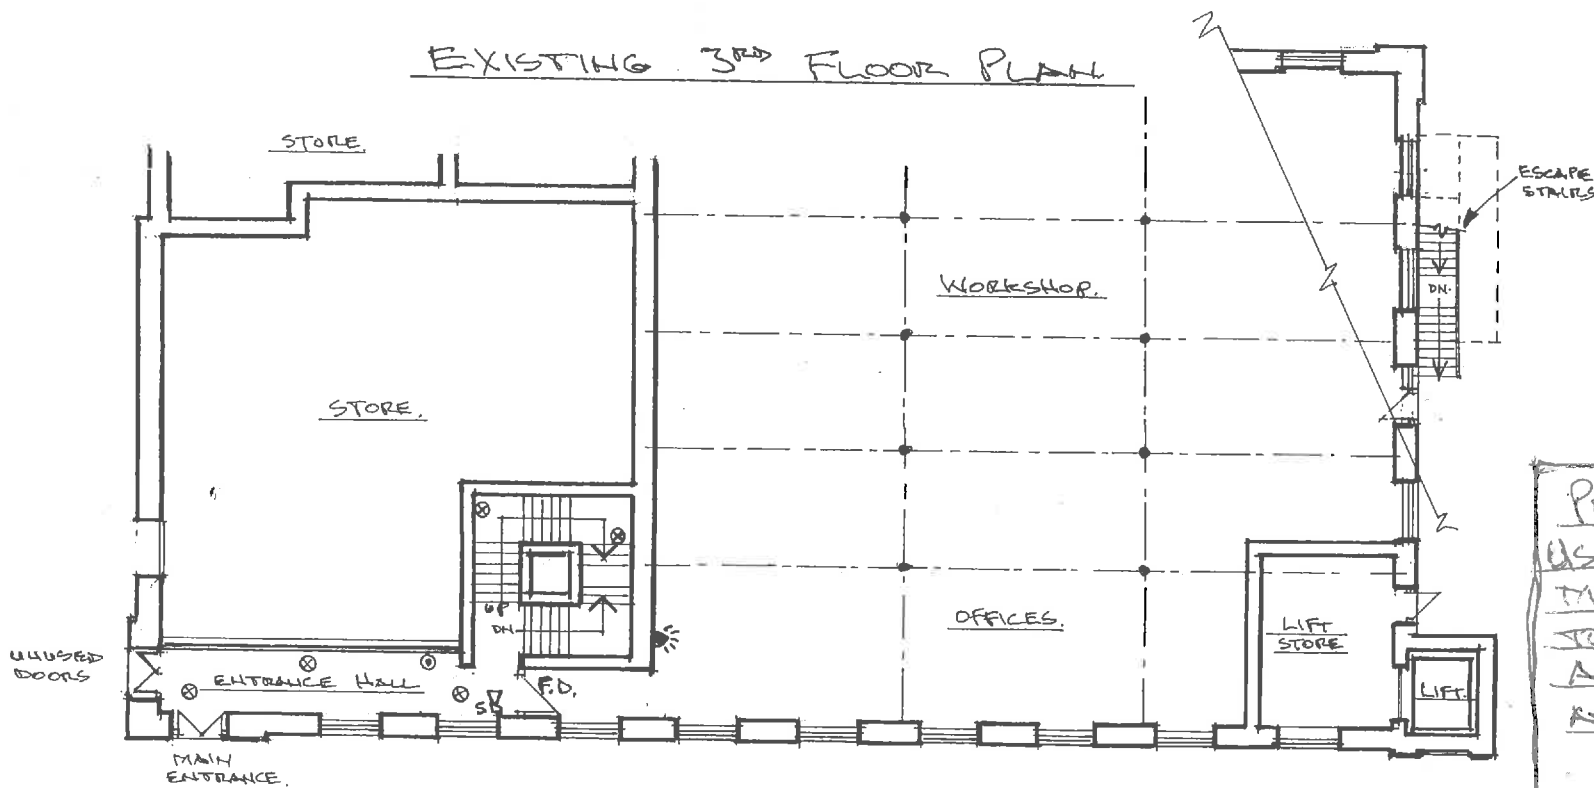 EXISTING 3RD FLOOR PLAN
STORE
ESCAPE
STAIRS
WORKSHOP.
DN.
STORE.
UP
DN
OFFICES.
LIFT
STORE
UNUSED
DOORS
ENTRANCE HALL
F.D.
S
LIFT.
MAIN
ENTRANCE.